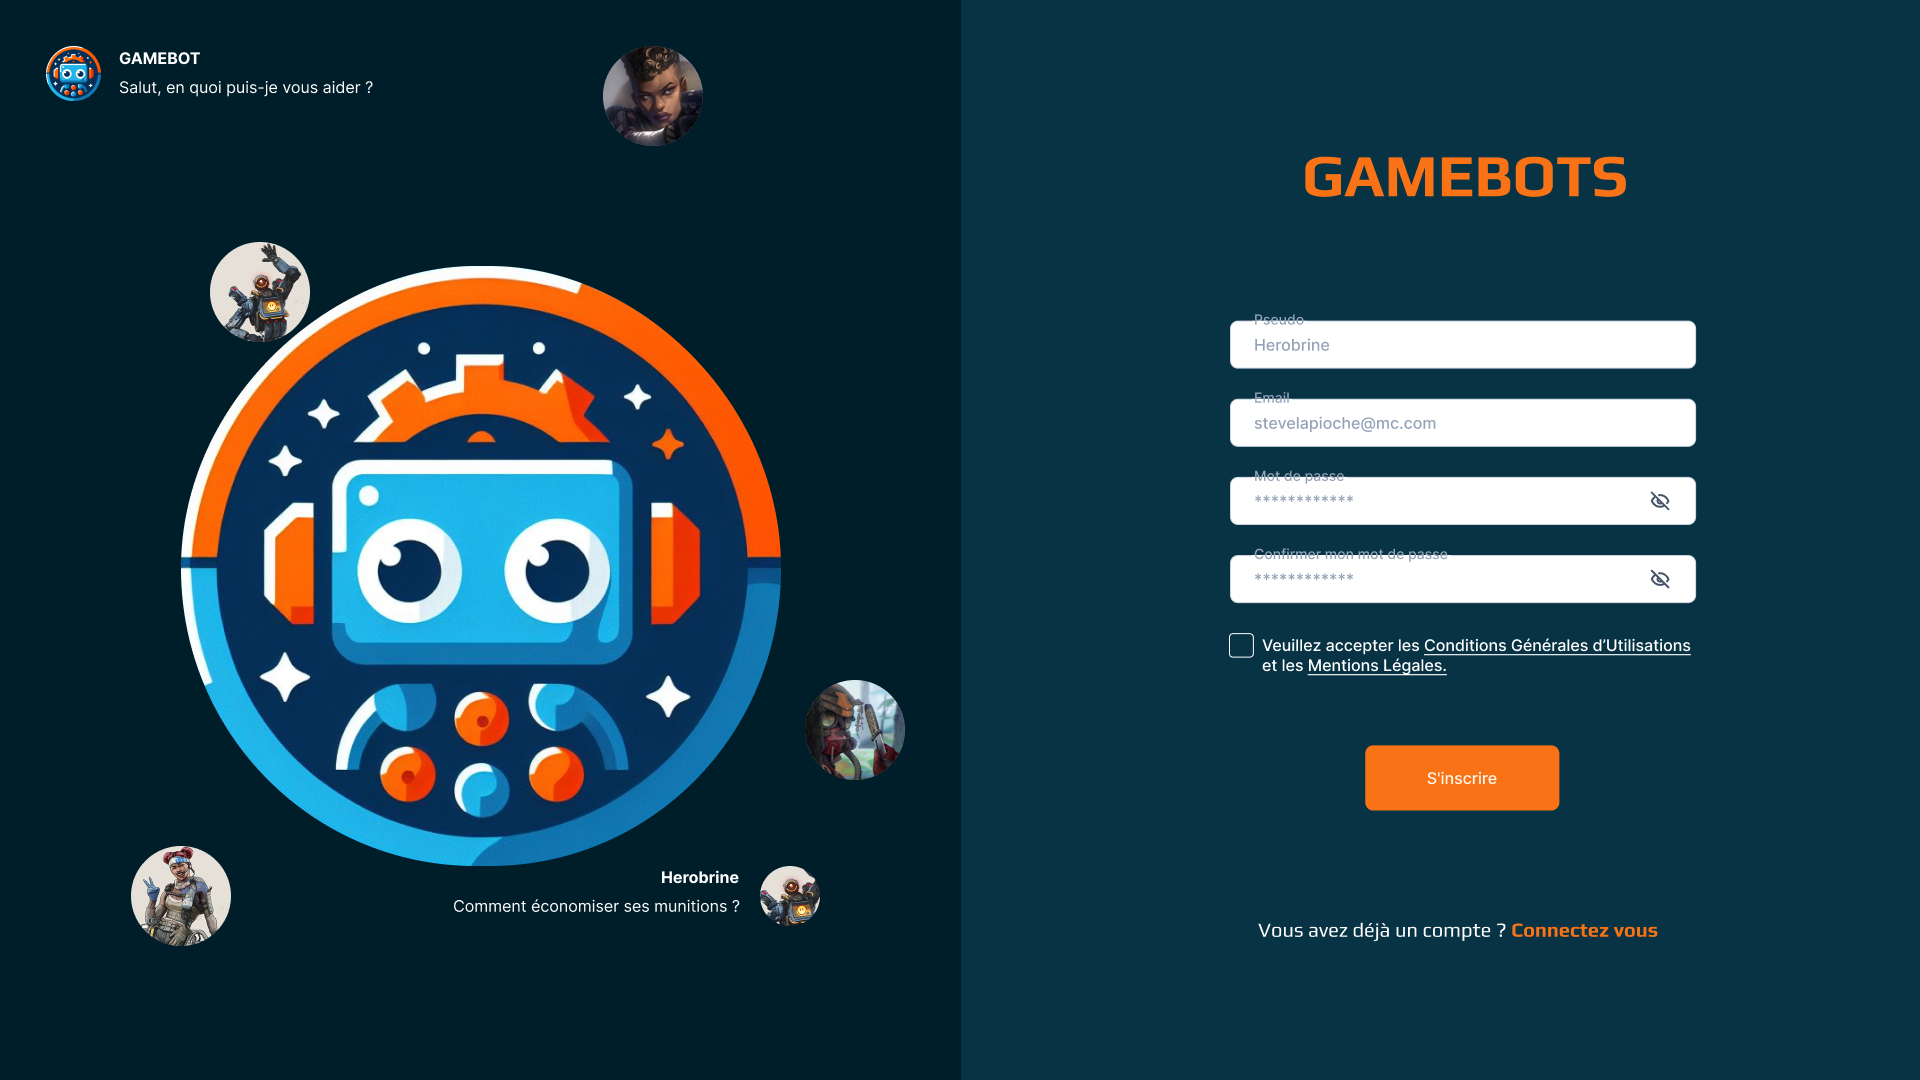 GAMEBOT
Salut, en quoi puis-je vous aider ?
Herobrine
Comment économiser ses munitions ?
GAMEBOTS
Pseudo
Herobrine
Email
stevelapioche@mc.com
Mot de passe
************
Confirmer mon mot de passe
************
Veuillez accepter les Conditions Générales d’Utilisations
et les Mentions Légales.
S'inscrire
Vous avez déjà un compte ? Connectez vous